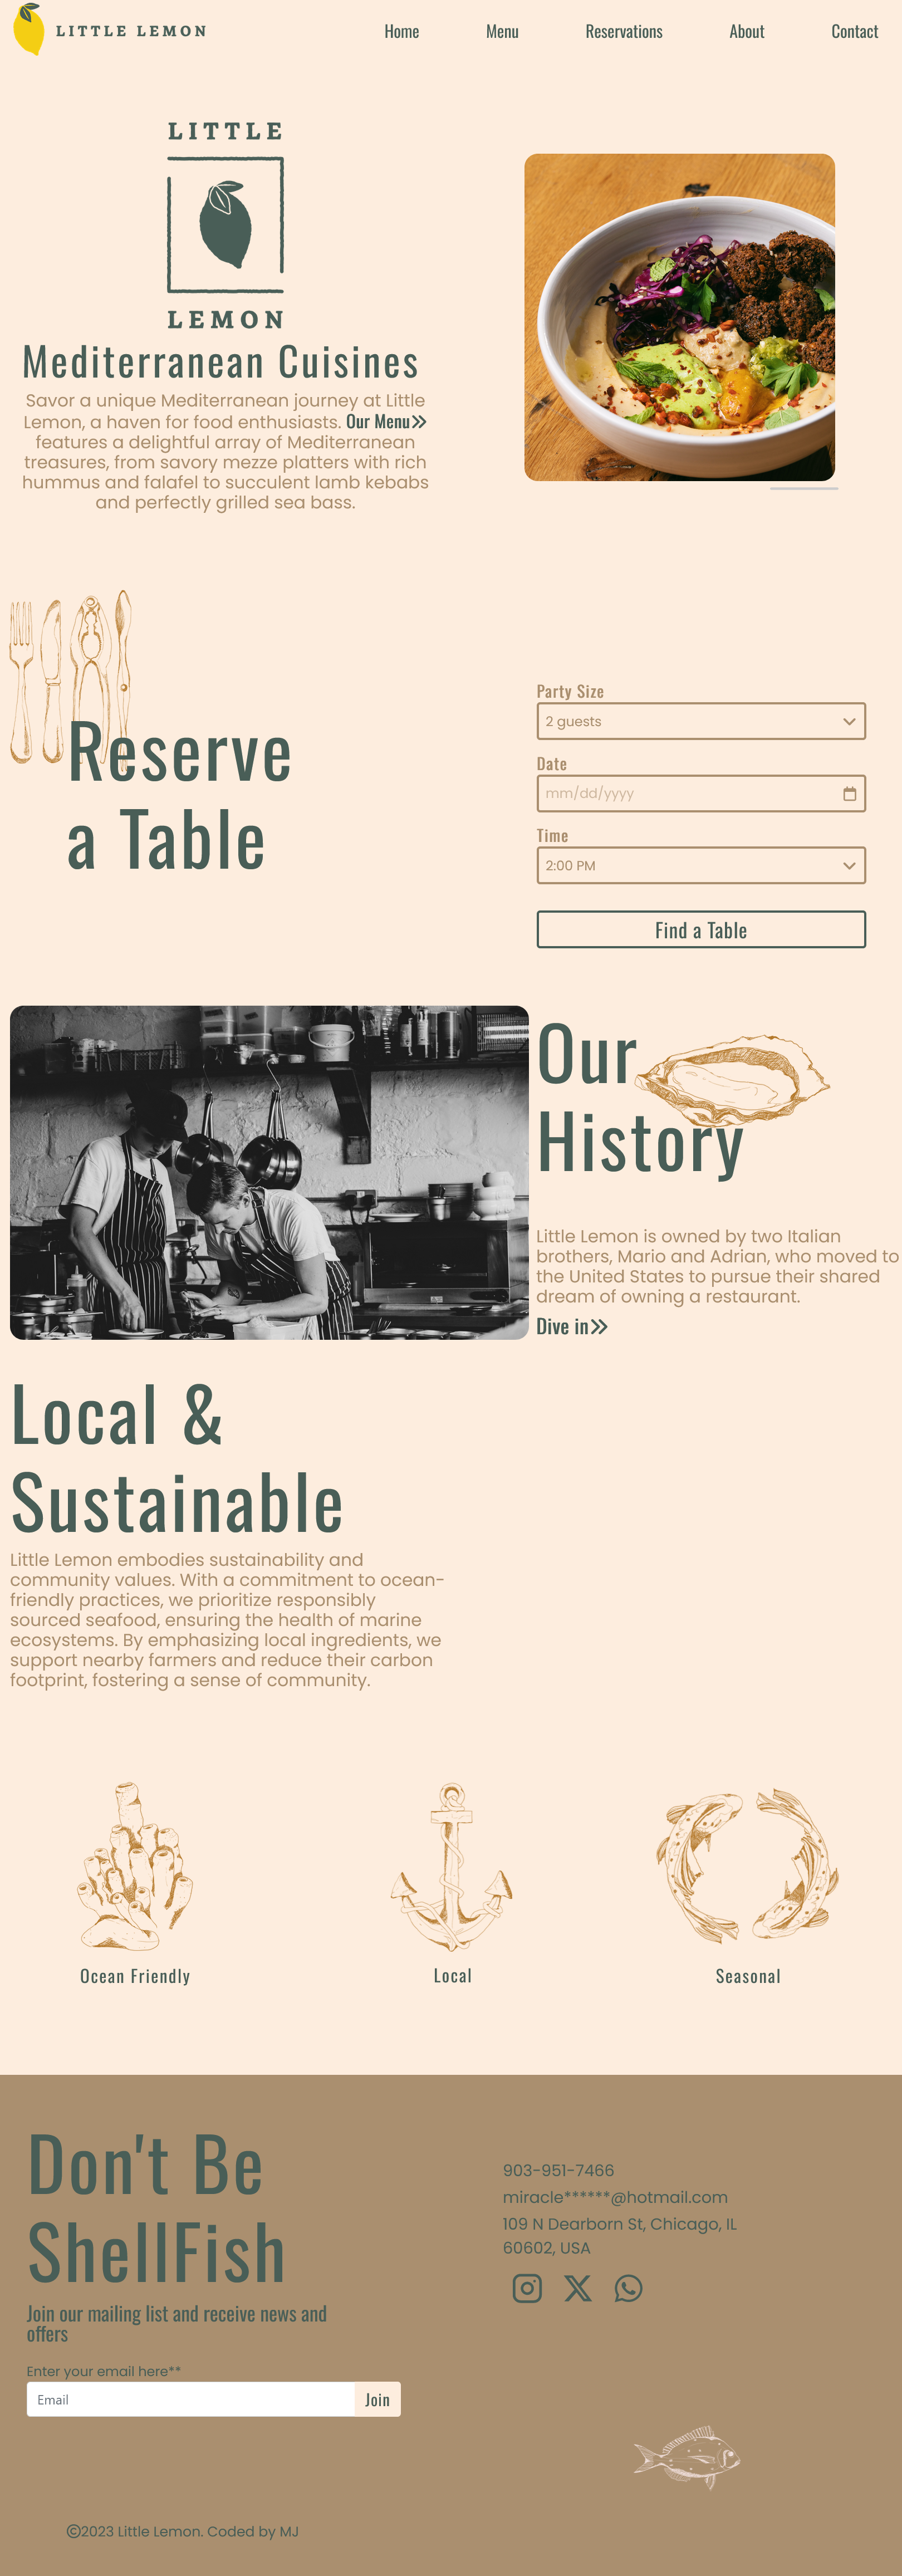 LITTLE LEMON
Home Menu Reservations About Contact
LITTLE
LEMON
Mediterranean Cuisines
Savor a unique Mediterranean journey at Little
Lemon, a haven for food enthusiasts. Our Menu
features a delightful array of Mediterranean
treasures, from savory mezze platters with rich
hummus and falafel to succulent lamb kebabs
and perfectly grilled sea bass.
Reserve
a Table
Party Size
2 guests
Date
mm/dd/yyyy
Time
2:00 PM
Find a Table
Our
History
Little Lemon is owned by two Italian
brothers, Mario and Adrian, who moved to
the United States to pursue their shared
dream of owning a restaurant.
Dive in
Local &
Sustainable
Little Lemon embodies sustainability and
community values. With a commitment to ocean-
friendly practices, we prioritize responsibly
sourced seafood, ensuring the health of marine
ecosystems. By emphasizing local ingredients, we
support nearby farmers and reduce their carbon
footprint, fostering a sense of community.
Ocean Friendly
Local
Seasonal
Don't Be
ShellFish
Join our mailing list and receive news and
offers
Enter your email here**
Email
Join
903-951-7466
miracle******@hotmail.com
109 N Dearborn St, Chicago, IL
60602, USA
©2023 Little Lemon. Coded by MJ